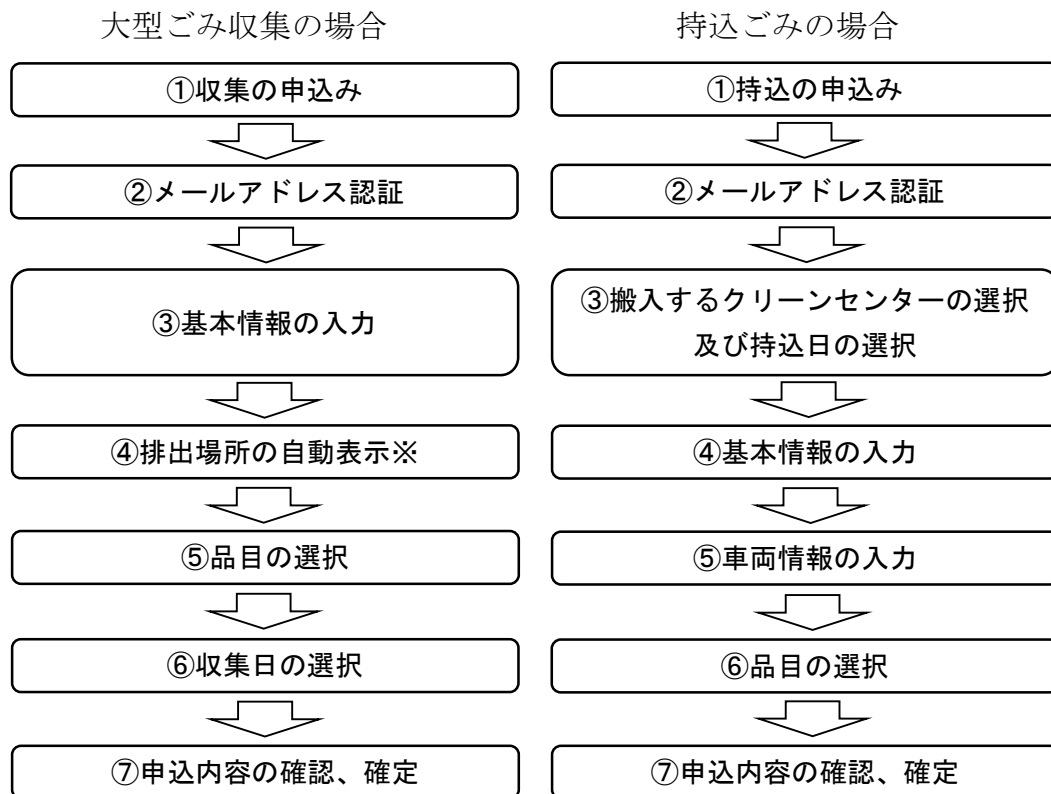 大型ごみ収集の場合
①収集の申込み
②メールアドレス認証
③基本情報の入力
④排出場所の自動表示※
⑤品目の選択
⑥収集日の選択
⑦申込内容の確認、確定
持込ごみの場合
①持込の申込み
②メールアドレス認証
③搬入するクリーンセンターの選択
及び持込日の選択
④基本情報の入力
⑤車両情報の入力
⑥品目の選択
⑦申込内容の確認、確定